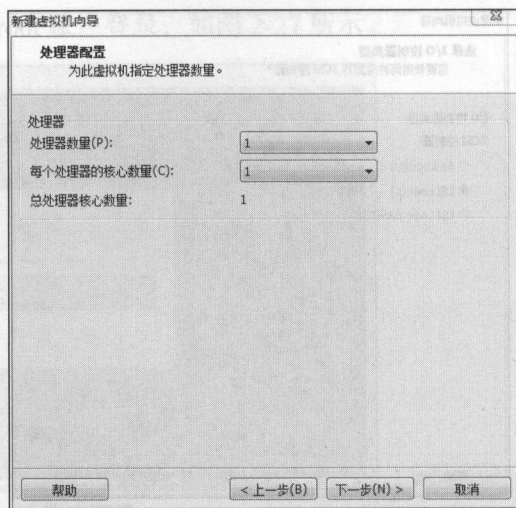 新建虚拟机向导
处理器配置
为此虚拟机指定处理器数量。
处理器
处理器数量(P): 1
每个处理器的核心数量(C): 1
总处理器核心数量: 1
帮助 < 上一步(B) 下一步(N) > 取消